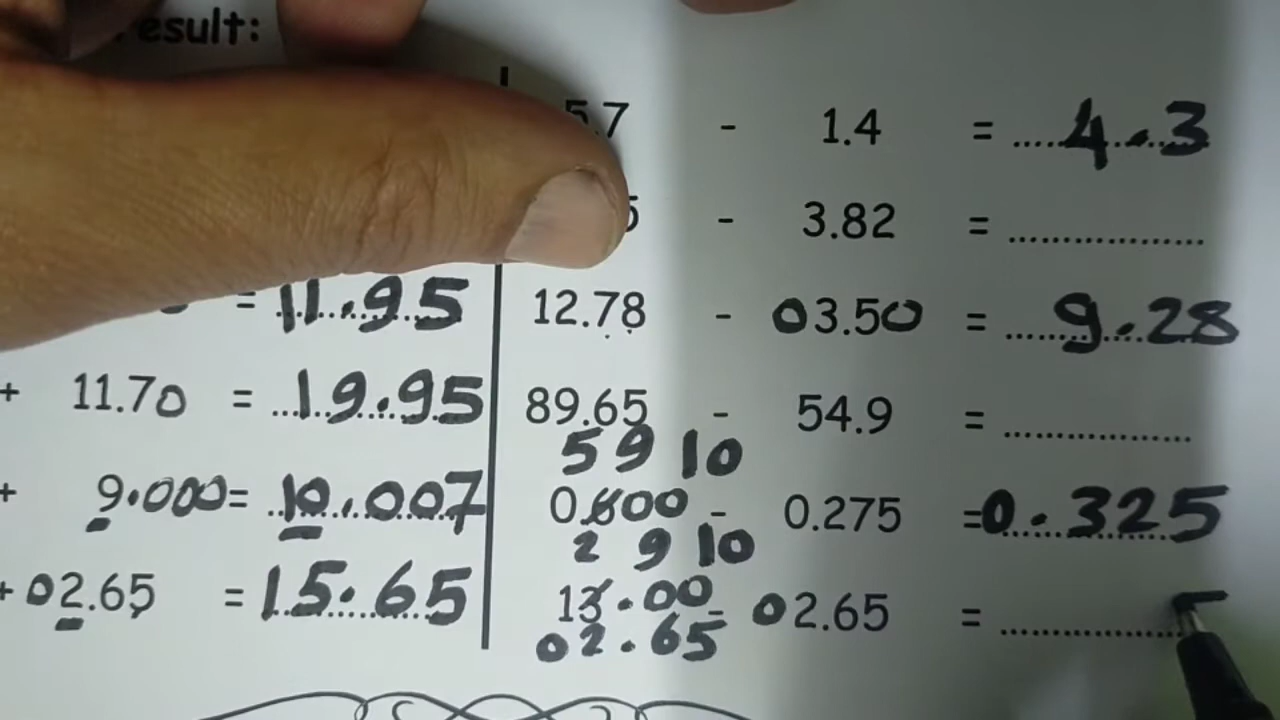 esult:
5.7 - 1.4 = 4.3
5 - 3.82 = ................
= 11.95 12.78 - 03.50 = 9.28
+ 11.70 = 19.95 89.65 - 54.9 = ................
5 9 10
+ 9.000 = 10.007 0.600 - 0.275 = 0.325
2 9 10
+ 02.65 = 15.65 13.00 - 02.65 = ................
02.65